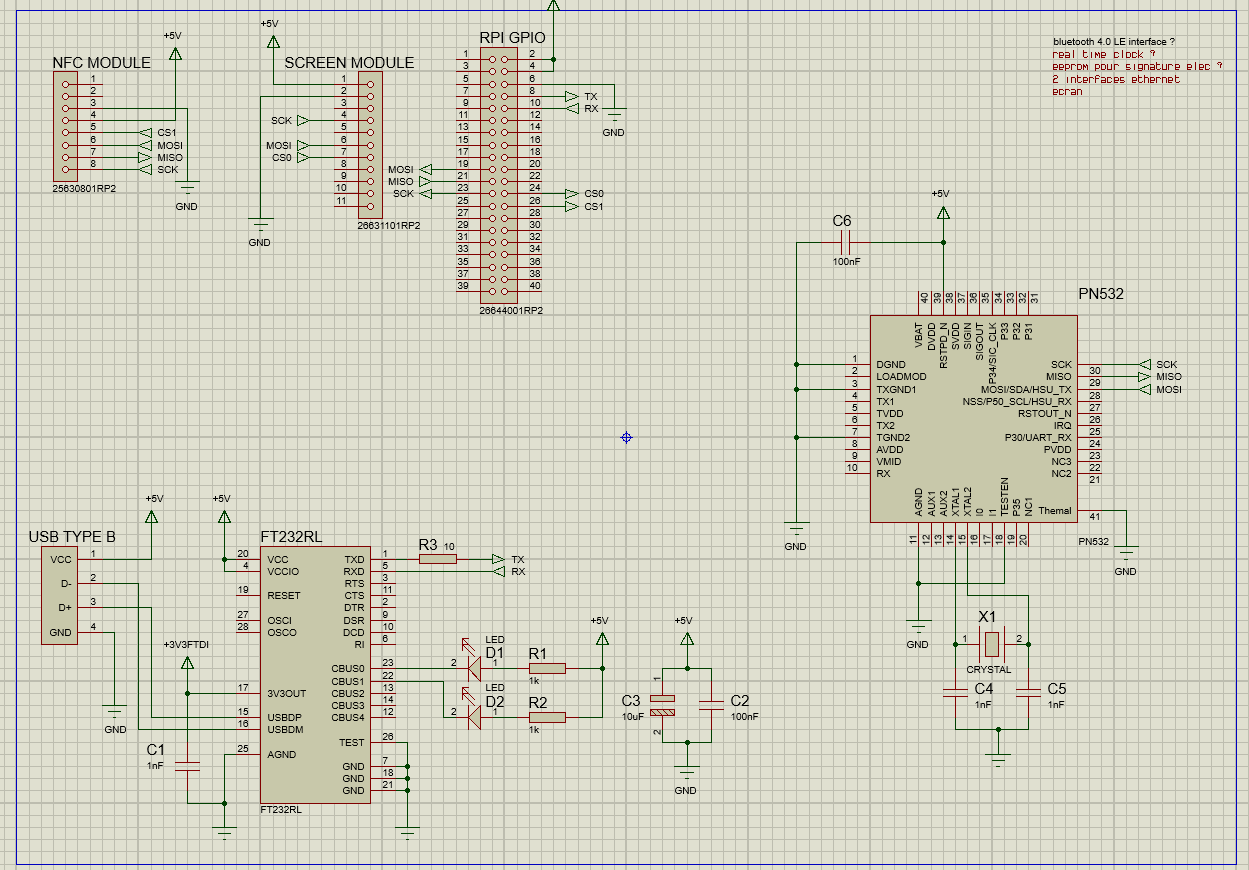 +5V
NFC MODULE
1
2
3
4
5 CS1
6 MOSI
7 MISO
8 SCK
25630801RP2
GND
+5V
SCREEN MODULE
1
2
3
SCK 4
5
MOSI 6
CS0 7
8
9
10
11
26631101RP2
GND
RPI GPIO
1 2
3 4
5 6
7 8 TX
9 10 RX
11 12
13 14
15 16
17 18
MOSI 19 20
MISO 21 22
SCK 23 24 CS0
25 26 CS1
27 28
29 30
31 32
33 34
35 36
37 38
39 40
26644001RP2
GND
bluetooth 4.0 LE interface ?
real time clock ?
eeprom pour signature elec ?
2 interfaces ethernet
ecran
+5V
C6
100nF
PN532
40 39 38 37 36 35 34 33 32 31
VBAT
DVDD
RSTPD_N
SVDD
SIGIN
SIGOUT
P34/SIC_CLK
P33
P32
P31
1 DGND
2 LOADMOD
3 TXGND1
4 TX1
5 TVDD
6 TX2
7 TGND2
8 AVDD
9 VMID
10 RX
SCK 30 SCK
MISO 29 MISO
MOSI/SDA/HSU_TX 28 MOSI
NSS/P50_SCL/HSU_RX 27
RSTOUT_N 26
IRQ 25
P30/UART_RX 24
PVDD 23
NC3 22
NC2 21
Themal 41
AGND
AUX1
AUX2
XTAL1
XTAL2
I0
I1
TESTEN
P35
NC1
11 12 13 14 15 16 17 18 19 20
PN532
GND
GND
GND
X1
1 2
CRYSTAL
C4
1nF
C5
1nF
+5V
USB TYPE B
VCC 1
D- 2
D+ 3
GND 4
GND
+5V
FT232RL
20 VCC
4 VCCIO
19 RESET
27 OSCI
28 OSCO
+3V3FTDI
17 3V3OUT
15 USBDP
16 USBDM
25 AGND
C1
1nF
TXD 1
RXD 5
RTS 3
CTS 11
DTR 2
DSR 9
DCD 10
RI 6
CBUS0 23
CBUS1 22
CBUS2 13
CBUS3 14
CBUS4 12
TEST 26
GND 7
GND 18
GND 21
FT232RL
R3 10
TX
RX
LED
D1
2 1
R1
1k
LED
D2
2 1
R2
1k
+5V
+5V
1
C3
10uF
2
C2
100nF
GND